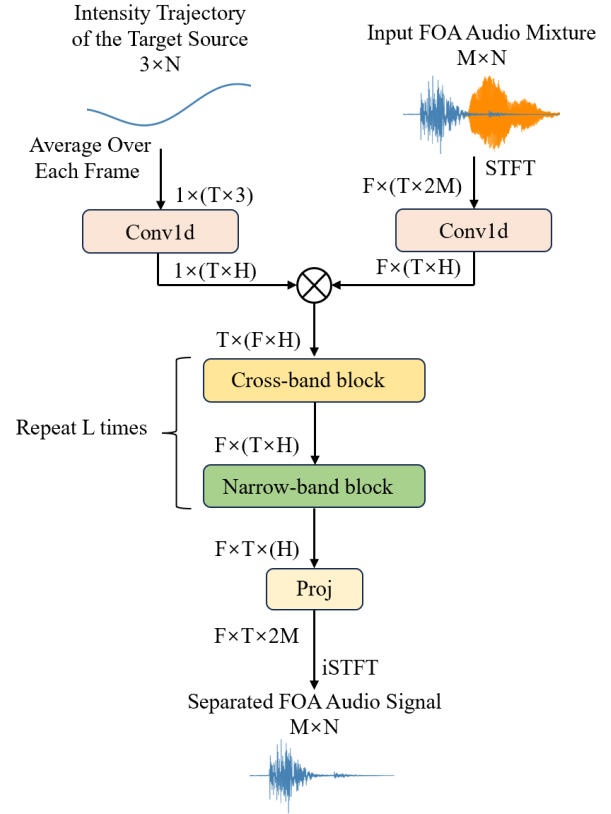 Intensity Trajectory
of the Target Source
3×N
Input FOA Audio Mixture
M×N
Average Over
Each Frame
STFT
1×(T×3)
F×(T×2M)
Conv1d
Conv1d
1×(T×H)
F×(T×H)
T×(F×H)
Cross-band block
Repeat L times
F×(T×H)
Narrow-band block
F×T×(H)
Proj
F×T×2M
iSTFT
Separated FOA Audio Signal
M×N